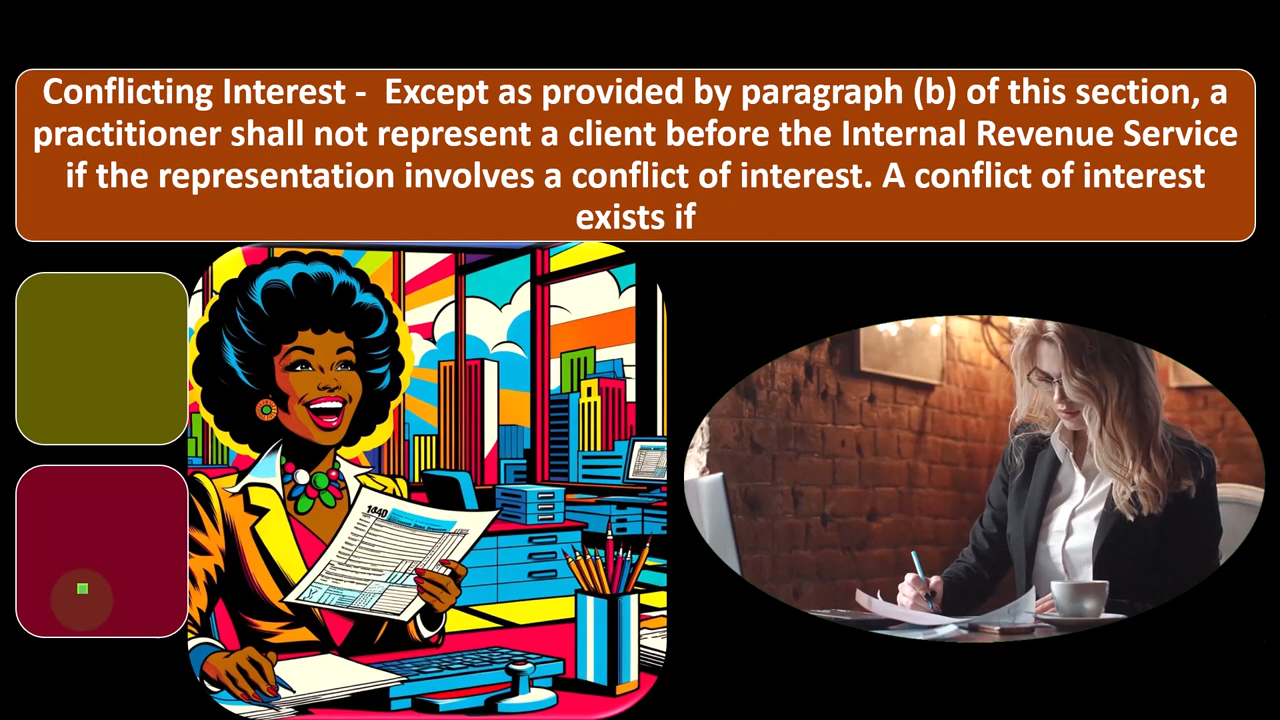 Conflicting Interest - Except as provided by paragraph (b) of this section, a
practitioner shall not represent a client before the Internal Revenue Service
if the representation involves a conflict of interest. A conflict of interest
exists if
1040